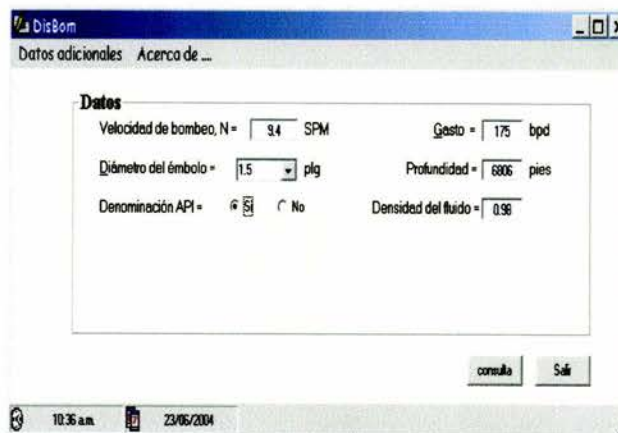 DisBom
Datos adicionales Acerca de ...
Datos
Velocidad de bombeo, N = 9.4 SPM Gasto = 175 bpd
Diámetro del émbolo = 1.5 plg Profundidad = 6806 pies
Denominación API = Si No Densidad del fluido = 0.98
consulta Salir
10:36 a.m. 23/06/2004